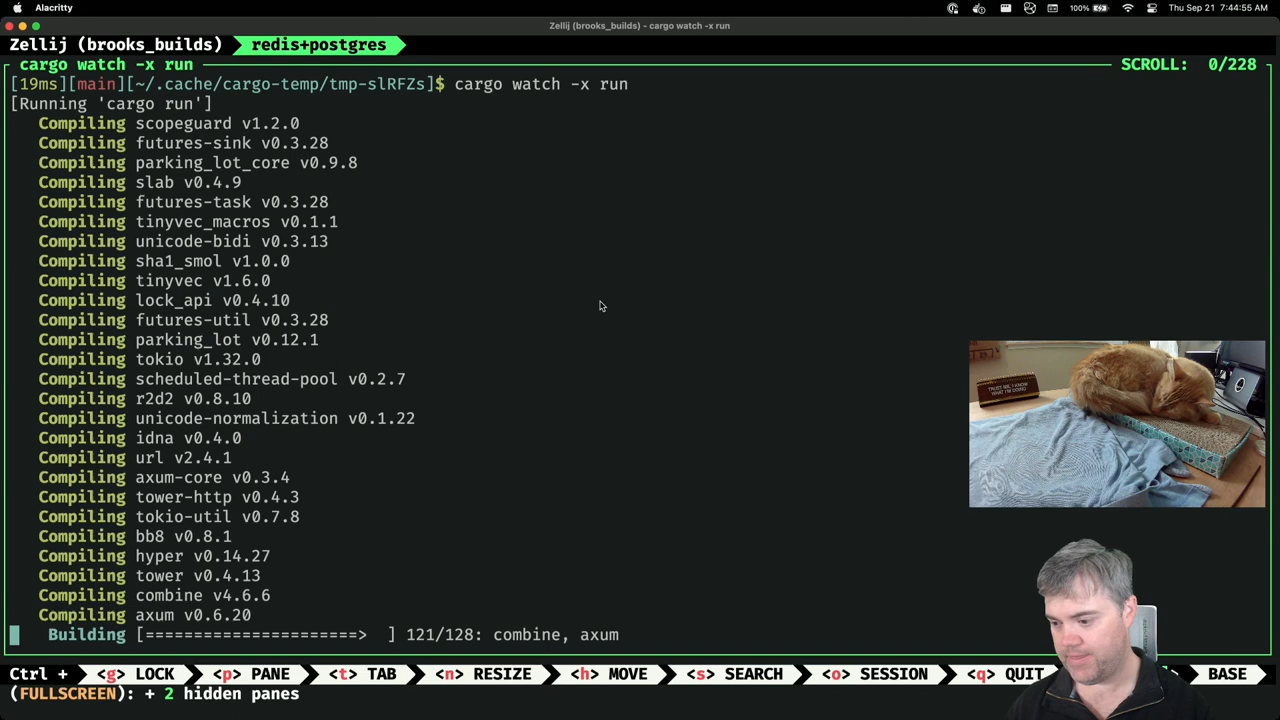 Alacritty
100%
Thu Sep 21 7:44:55 AM
Zellij (brooks_builds) - cargo watch -x run
Zellij (brooks_builds) redis+postgres
cargo watch -x run SCROLL: 0/228
[19ms][main][~/.cache/cargo-temp/tmp-slRFZs]$ cargo watch -x run
[Running 'cargo run']
Compiling scopeguard v1.2.0
Compiling futures-sink v0.3.28
Compiling parking_lot_core v0.9.8
Compiling slab v0.4.9
Compiling futures-task v0.3.28
Compiling tinyvec_macros v0.1.1
Compiling unicode-bidi v0.3.13
Compiling sha1_smol v1.0.0
Compiling tinyvec v1.6.0
Compiling lock_api v0.4.10
Compiling futures-util v0.3.28
Compiling parking_lot v0.12.1
Compiling tokio v1.32.0
Compiling scheduled-thread-pool v0.2.7
Compiling r2d2 v0.8.10
Compiling unicode-normalization v0.1.22
Compiling idna v0.4.0
Compiling url v2.4.1
Compiling axum-core v0.3.4
Compiling tower-http v0.4.3
Compiling tokio-util v0.7.8
Compiling bb8 v0.8.1
Compiling hyper v0.14.27
Compiling tower v0.4.13
Compiling combine v4.6.6
Compiling axum v0.6.20
Building [======================> ] 121/128: combine, axum
TRUST ME, I KNOW
WHAT I'M DOING
Ctrl + <g> LOCK <p> PANE <t> TAB <n> RESIZE <h> MOVE <s> SEARCH <o> SESSION <q> QUIT BASE
(FULLSCREEN): + 2 hidden panes